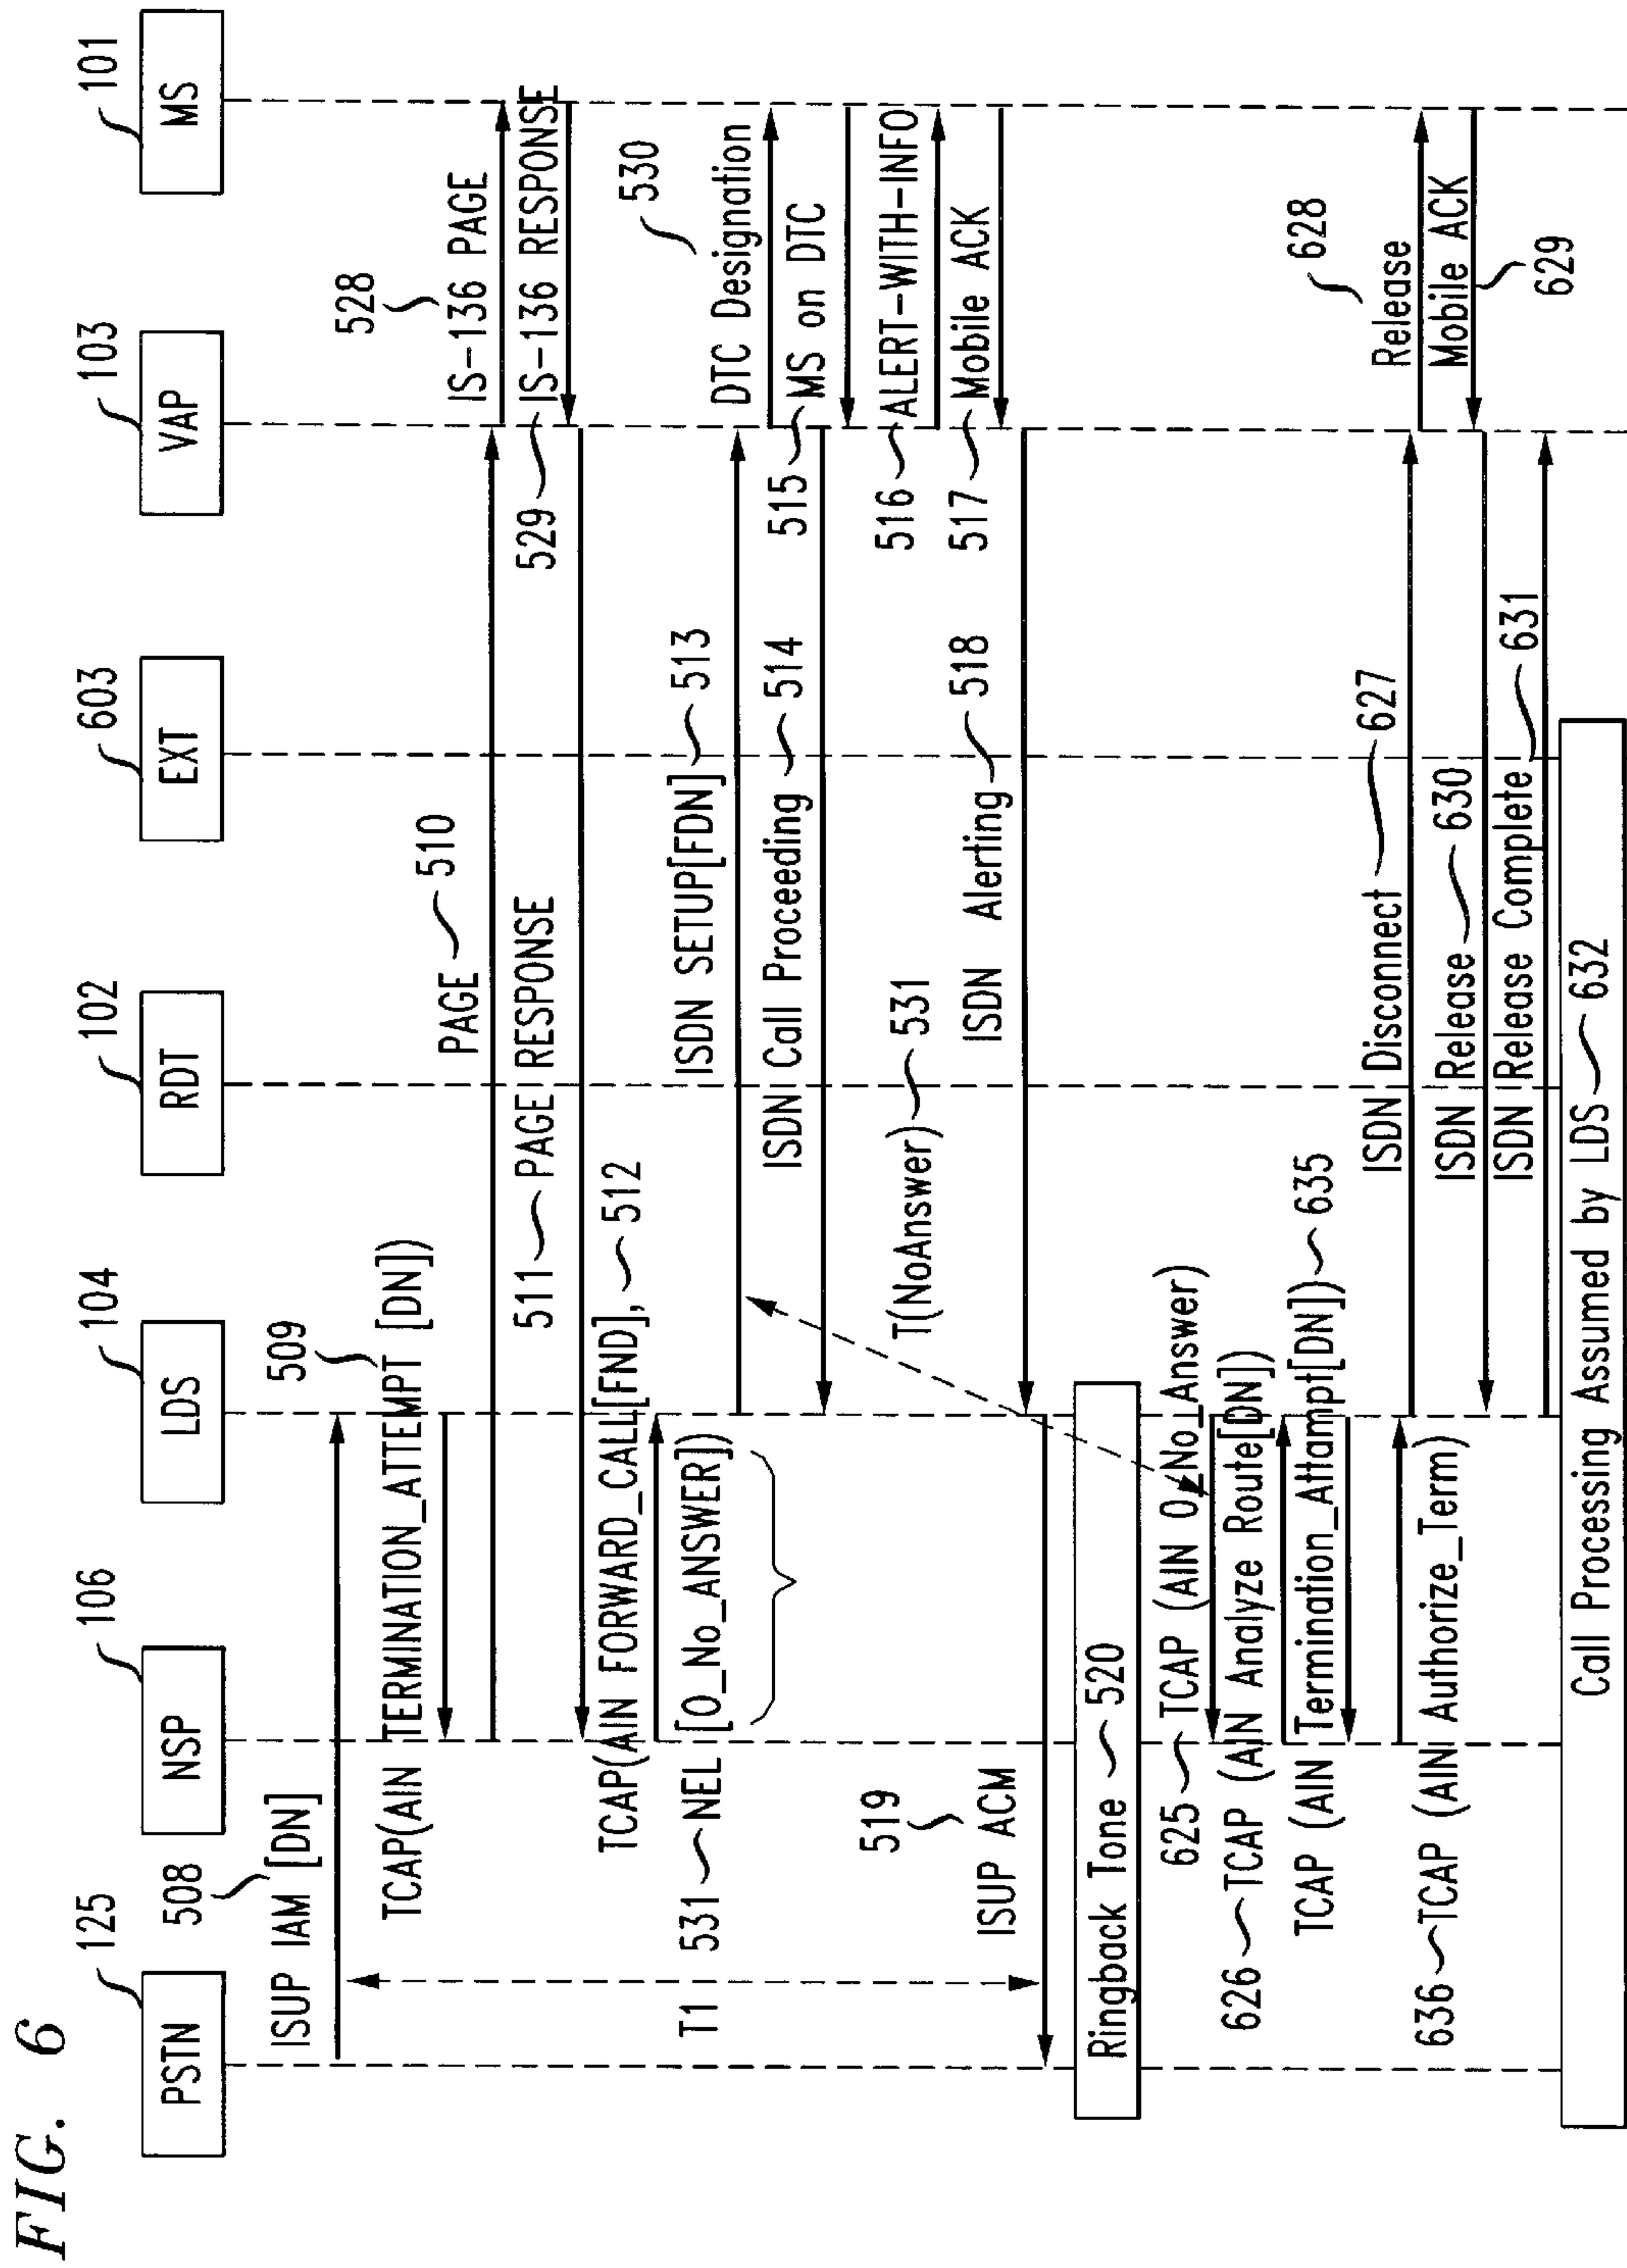 FIG. 6
125
106
104
102
603
103
101
PSTN
NSP
LDS
RDT
EXT
VAP
MS
508
ISUP IAM [DN]
509
TCAP(AIN TERMINATION_ATTEMPT [DN])
PAGE 510
528
IS-136 PAGE
511 PAGE RESPONSE
529 IS-136 RESPONSE
TCAP(AIN FORWARD_CALL[FND], 512
531 NEL [O_No_ANSWER])
ISDN SETUP[FDN] 513
530
DTC Designation
ISDN Call Proceeding 514
515 MS on DTC
T1
T(NoAnswer) 531
516 ALERT-WITH-INFO
517 Mobile ACK
519
ISUP ACM
ISDN Alerting 518
Ringback Tone 520
625 TCAP (AIN O_No_Answer)
626 TCAP (AIN Analyze Route[DN])
TCAP (AIN Termination_Attampt[DN]) 635
636 TCAP (AIN Authorize_Term)
ISDN Disconnect 627
628
Release
ISDN Release 630
Mobile ACK
629
ISDN Release Complete 631
Call Processing Assumed by LDS 632